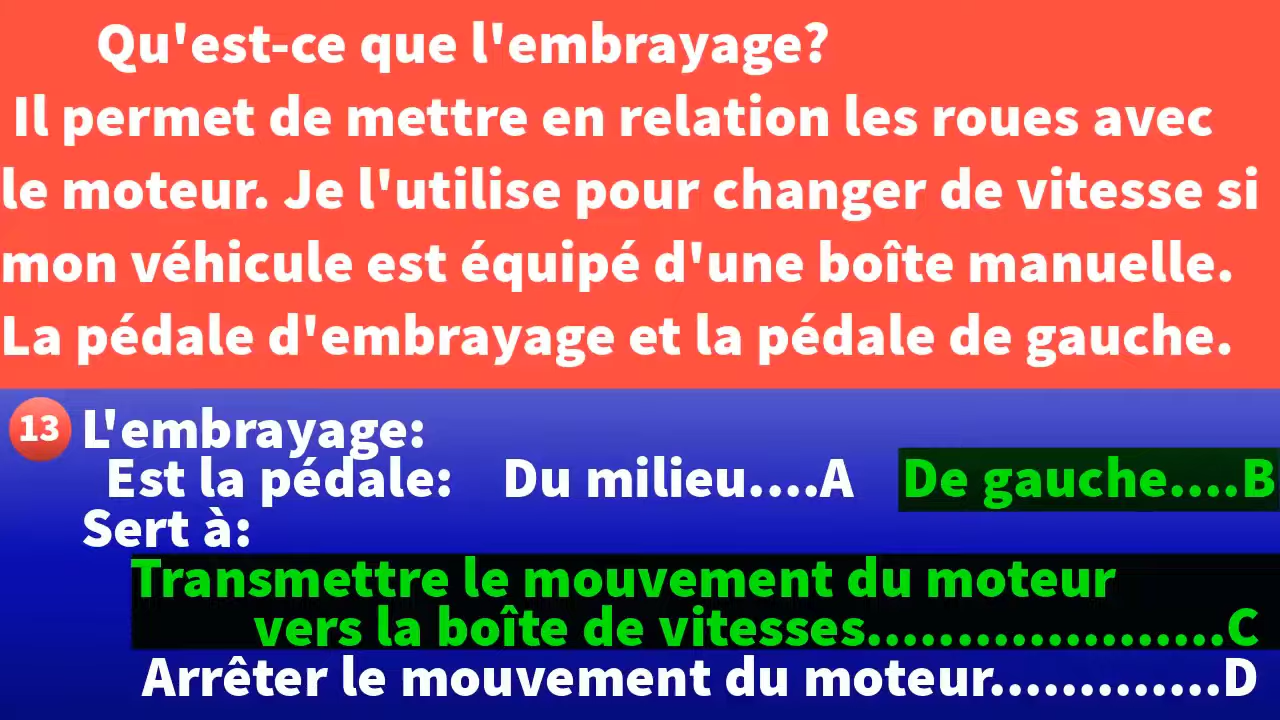 Qu'est-ce que l'embrayage?
Il permet de mettre en relation les roues avec
le moteur. Je l'utilise pour changer de vitesse si
mon véhicule est équipé d'une boîte manuelle.
La pédale d'embrayage et la pédale de gauche.
13 L'embrayage:
Est la pédale: Du milieu....A De gauche....B
Sert à:
Transmettre le mouvement du moteur
vers la boîte de vitesses....................C
Arrêter le mouvement du moteur.............D